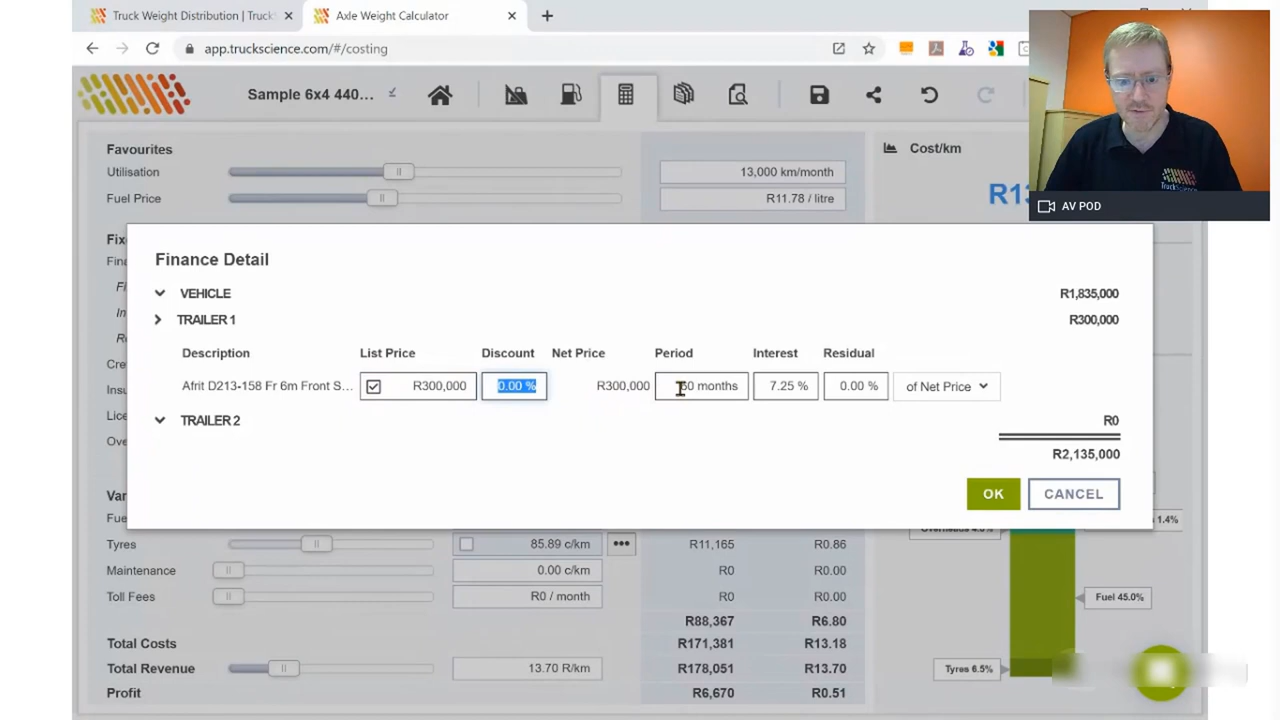 Truck Weight Distribution | Truck
Axle Weight Calculator
app.truckscience.com/#/costing
Sample 6x4 440...
Favourites
Utilisation
13,000 km/month
Fuel Price
R11.78 / litre
Cost/km
AV POD
TruckScience
Finance Detail
VEHICLE R1,835,000
TRAILER 1 R300,000
Description List Price Discount Net Price Period Interest Residual
Afrit D213-158 Fr 6m Front S... R300,000 0.00 % R300,000 60 months 7.25 % 0.00 % of Net Price
TRAILER 2 R0
R2,135,000
OK CANCEL
Tyres 85.89 c/km R11,165 R0.86
Maintenance 0.00 c/km R0 R0.00
Toll Fees R0 / month R0 R0.00
R88,367 R6.80
Total Costs R171,381 R13.18
Total Revenue 13.70 R/km R178,051 R13.70
Profit R6,670 R0.51
1.4%
Fuel 45.0%
Tyres 6.5%